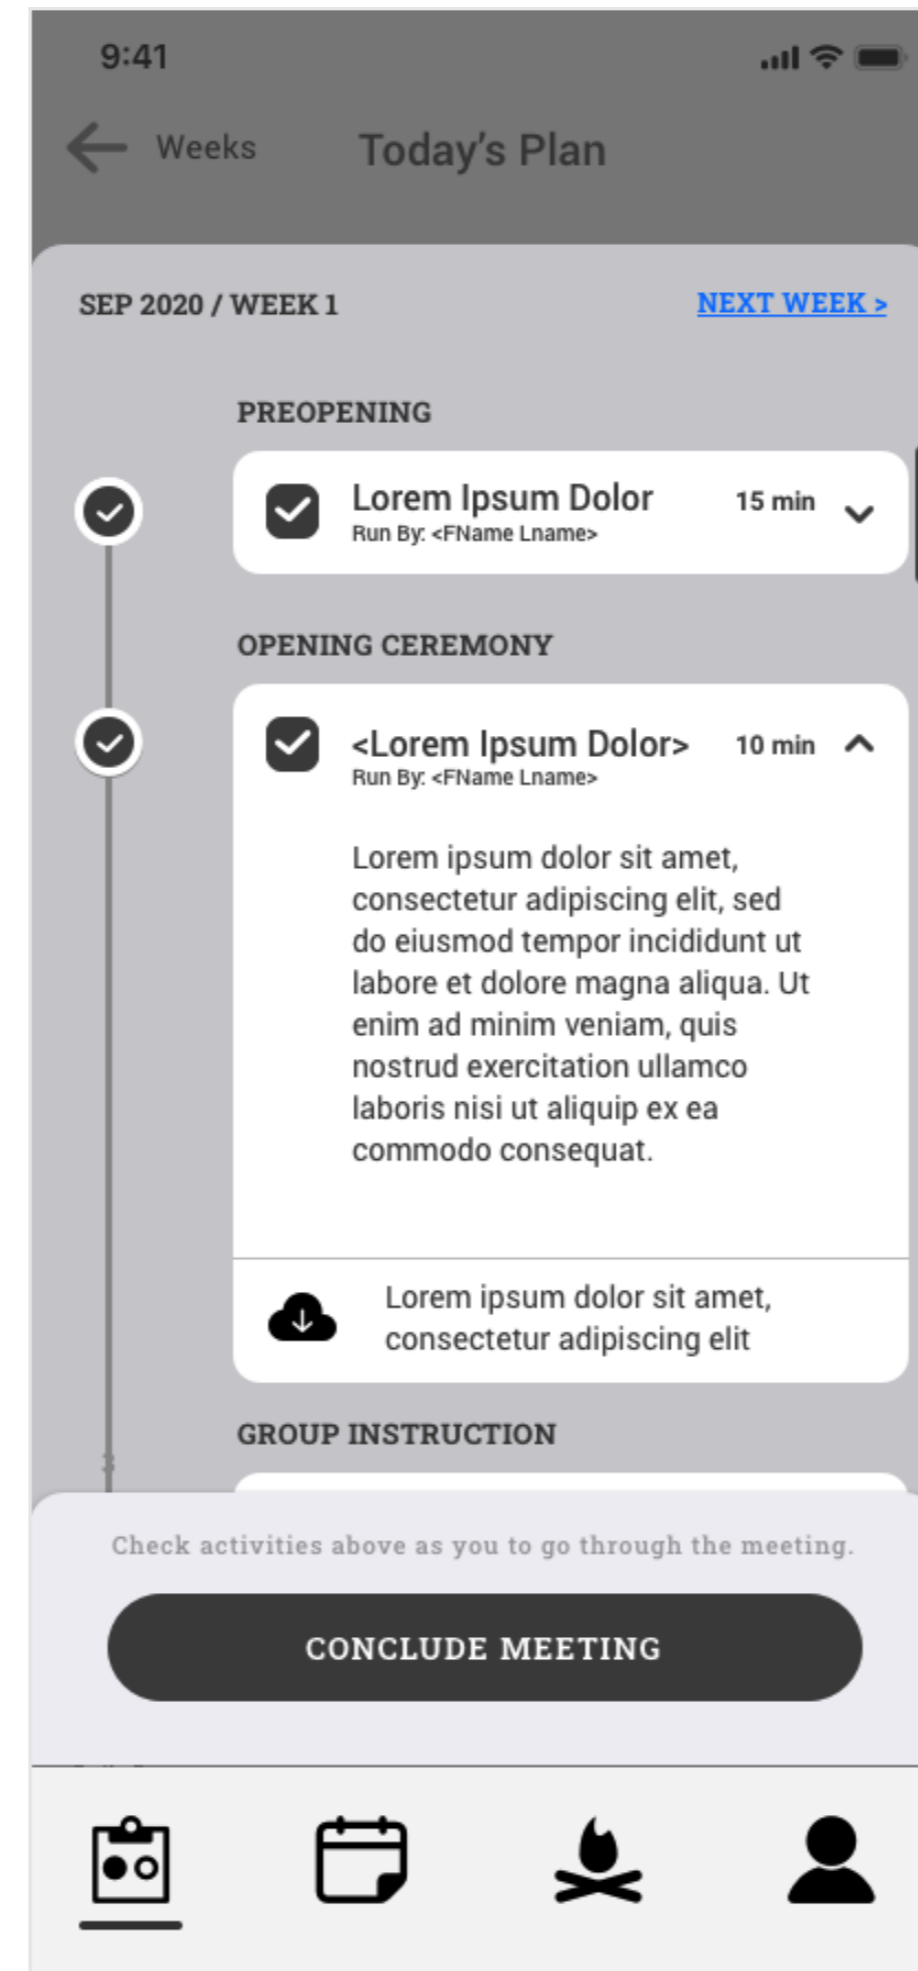 9:41
Weeks
Today's Plan
SEP 2020 / WEEK 1
NEXT WEEK >
PREOPENING
Lorem Ipsum Dolor
15 min
Run By: <FName Lname>
OPENING CEREMONY
<Lorem Ipsum Dolor>
10 min
Run By: <FName Lname>
Lorem ipsum dolor sit amet,
consectetur adipiscing elit, sed
do eiusmod tempor incididunt ut
labore et dolore magna aliqua. Ut
enim ad minim veniam, quis
nostrud exercitation ullamco
laboris nisi ut aliquip ex ea
commodo consequat.
Lorem ipsum dolor sit amet,
consectetur adipiscing elit
GROUP INSTRUCTION
3
Check activities above as you to go through the meeting.
CONCLUDE MEETING